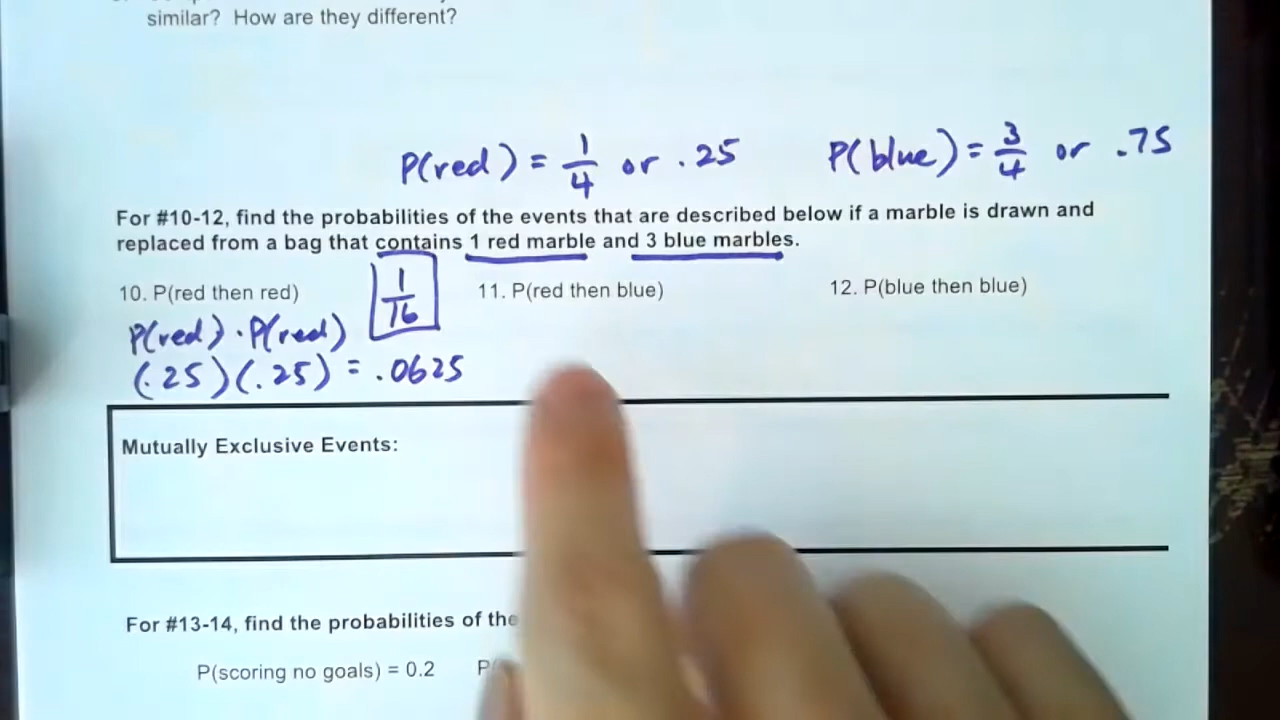 similar? How are they different?
P(red) = 1/4 or .25 P(blue) = 3/4 or .75
For #10-12, find the probabilities of the events that are described below if a marble is drawn and
replaced from a bag that contains 1 red marble and 3 blue marbles.
10. P(red then red) 1/16 11. P(red then blue) 12. P(blue then blue)
P(red) · P(red)
(.25)(.25) = .0625
Mutually Exclusive Events:
For #13-14, find the probabilities of the
P(scoring no goals) = 0.2 P(